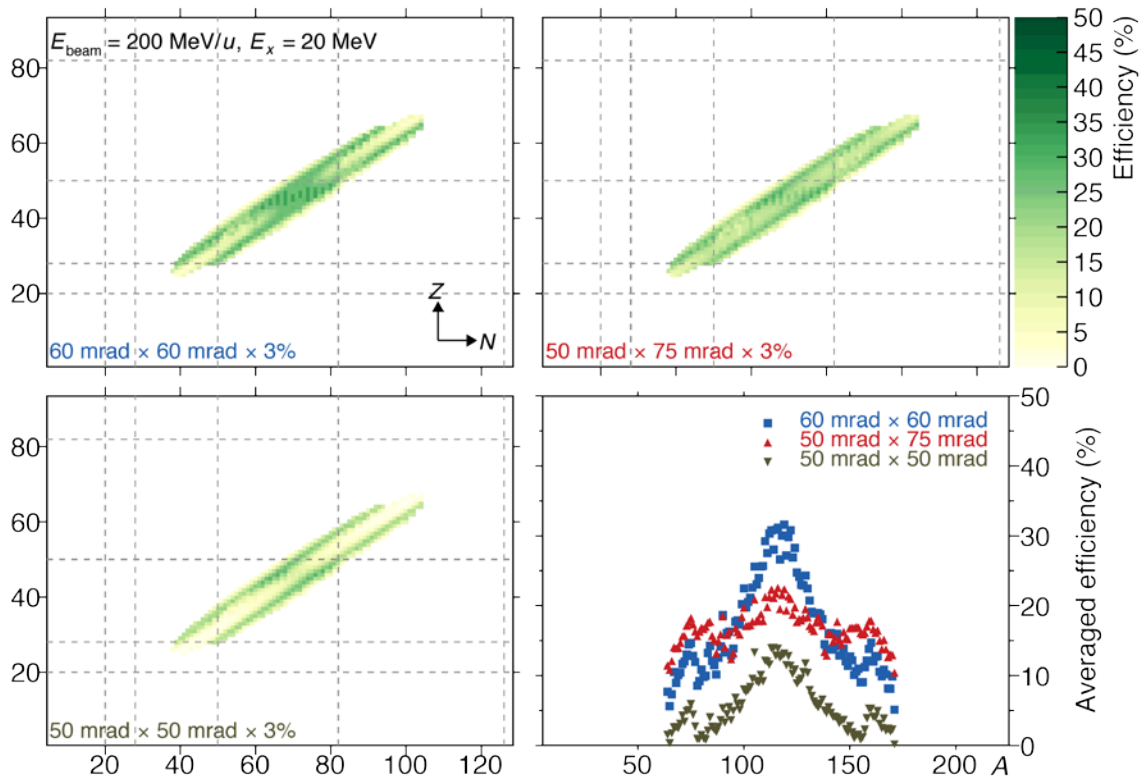 E_beam = 200 MeV/u, E_x = 20 MeV
80
60
40
20
Z
N
60 mrad × 60 mrad × 3%
50 mrad × 75 mrad × 3%
50
45
40
35
30
25
20
15
10
5
0
Efficiency (%)
80
60
40
20
50 mrad × 50 mrad × 3%
20 40 60 80 100 120
60 mrad × 60 mrad
50 mrad × 75 mrad
50 mrad × 50 mrad
50
40
30
20
10
0
Averaged efficiency (%)
50 100 150 200 A